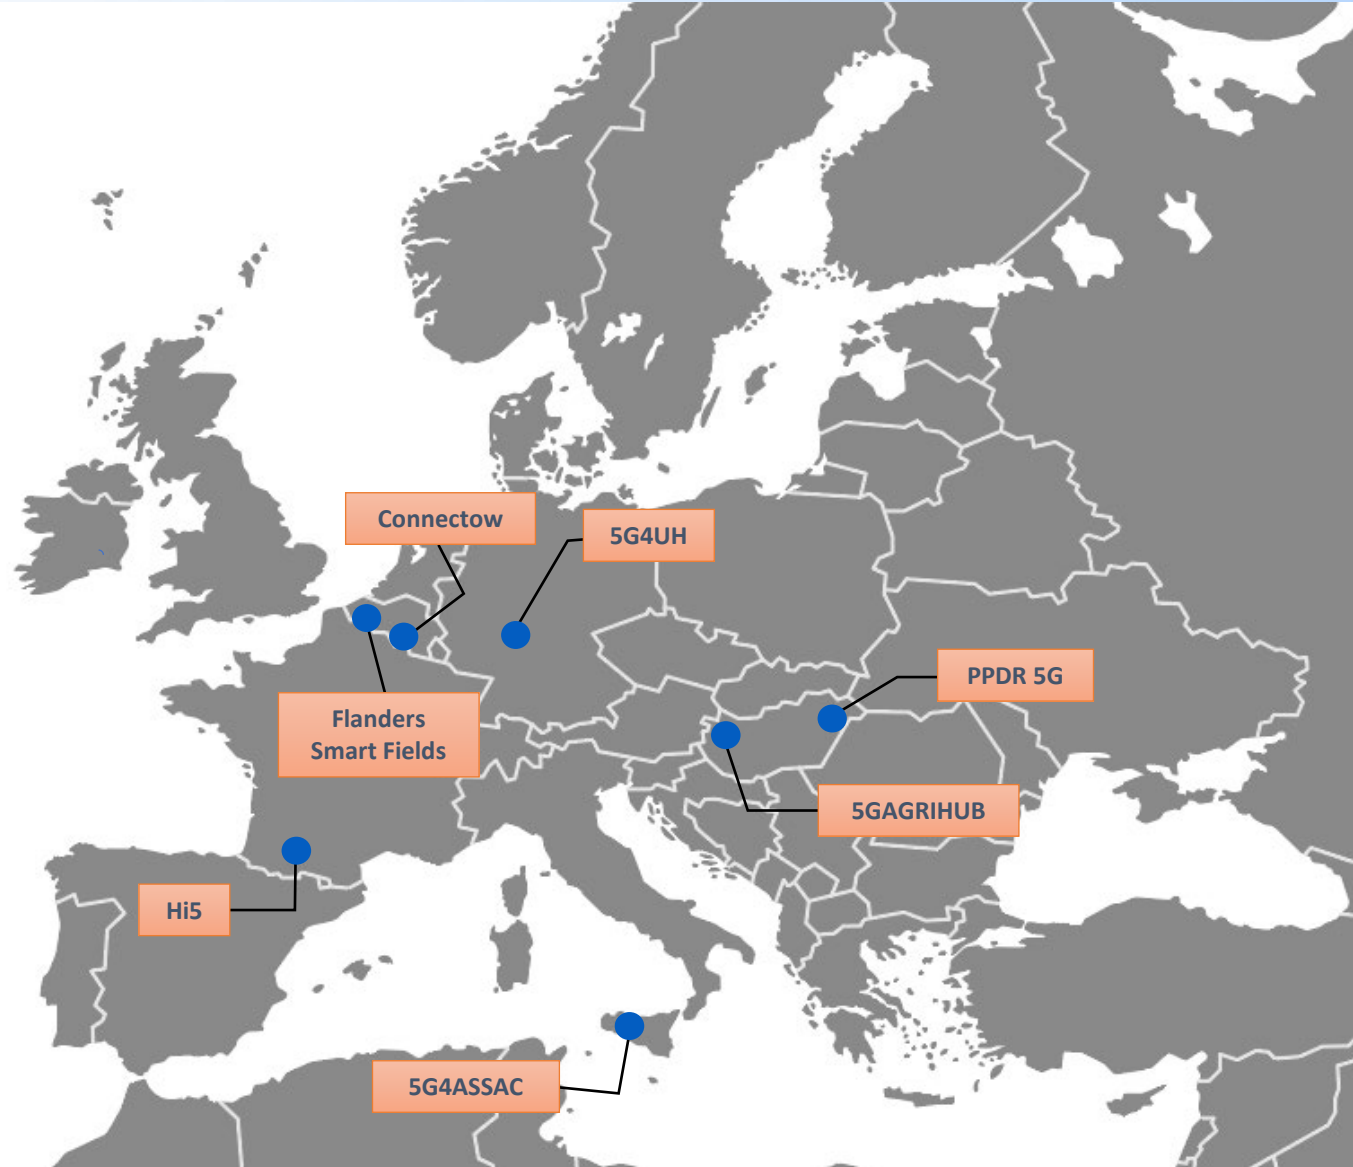 Connectow
5G4UH
PPDR 5G
Flanders
Smart Fields
5GAGRIHUB
Hi5
5G4ASSAC